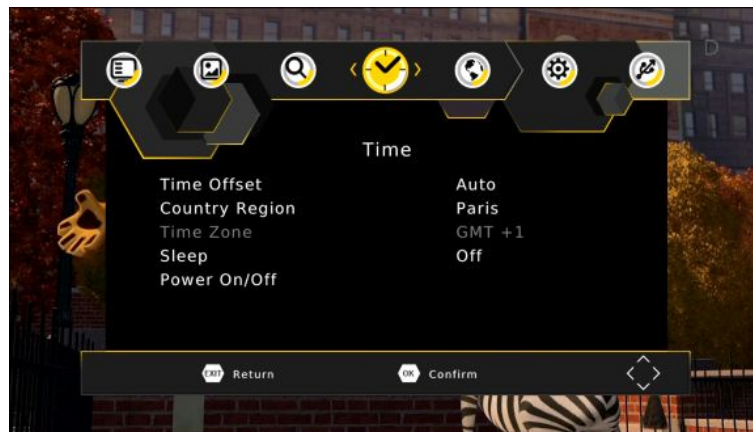 Time
Time Offset Auto
Country Region Paris
Time Zone GMT +1
Sleep Off
Power On/Off
EXIT Return OK Confirm